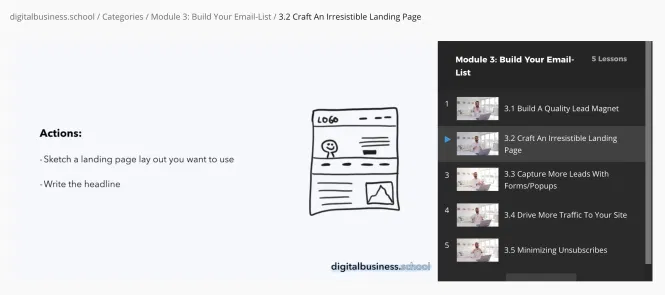 digitalbusiness.school / Categories / Module 3: Build Your Email-List / 3.2 Craft An Irresistible Landing Page
Actions:
- Sketch a landing page lay out you want to use
- Write the headline
LOGO
digitalbusiness.school
Module 3: Build Your Email-
List
5 Lessons
1
3.1 Build A Quality Lead Magnet
3.2 Craft An Irresistible Landing
Page
3
3.3 Capture More Leads With
Forms/Popups
4
3.4 Drive More Traffic To Your Site
5
3.5 Minimizing Unsubscribes